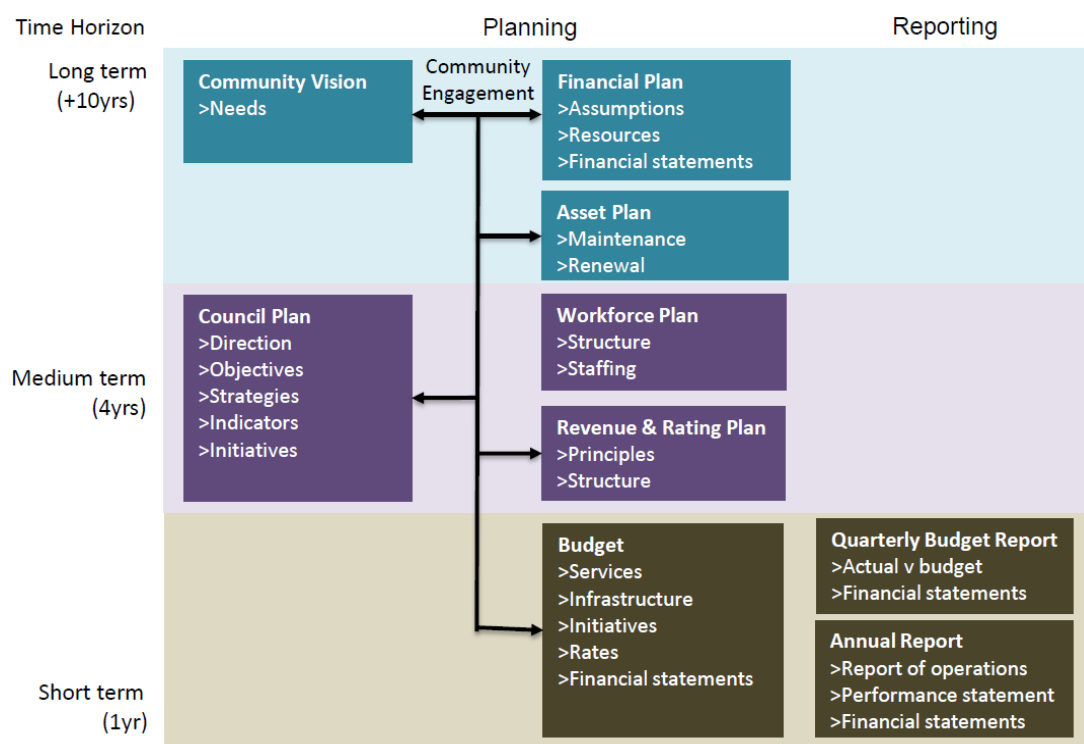 Time Horizon
Planning
Reporting
Long term
(+10yrs)
Community Vision
>Needs
Community
Engagement
Financial Plan
>Assumptions
>Resources
>Financial statements
Asset Plan
>Maintenance
>Renewal
Medium term
(4yrs)
Council Plan
>Direction
>Objectives
>Strategies
>Indicators
>Initiatives
Workforce Plan
>Structure
>Staffing
Revenue & Rating Plan
>Principles
>Structure
Short term
(1yr)
Budget
>Services
>Infrastructure
>Initiatives
>Rates
>Financial statements
Quarterly Budget Report
>Actual v budget
>Financial statements
Annual Report
>Report of operations
>Performance statement
>Financial statements